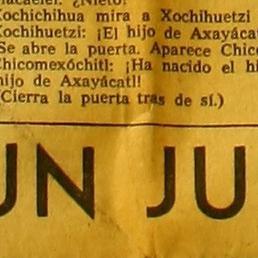 ¿Nieto?
Xochichihua mira a Xochihuetzi
Xochihuetzi: ¡El hijo de Axayácat
(Se abre la puerta. Aparece Chico
Chicomexóchitl: ¡Ha nacido el hi
hijo de Axayácatl!
(Cierra la puerta tras de sí.)
UN JU